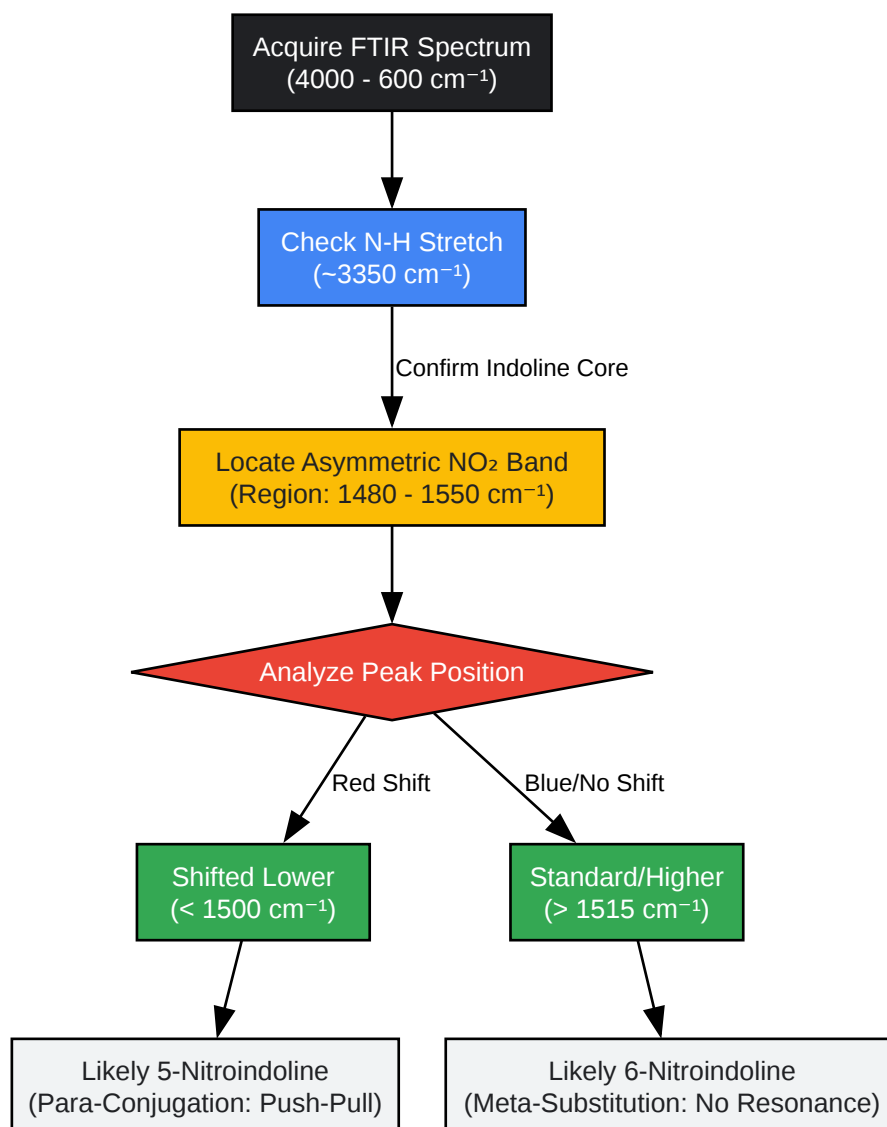 Acquire FTIR Spectrum
(4000 - 600 cm⁻¹)
Check N-H Stretch
(~3350 cm⁻¹)
Confirm Indoline Core
Locate Asymmetric NO₂ Band
(Region: 1480 - 1550 cm⁻¹)
Analyze Peak Position
Red Shift
Blue/No Shift
Shifted Lower
(< 1500 cm⁻¹)
Standard/Higher
(> 1515 cm⁻¹)
Likely 5-Nitroindoline
(Para-Conjugation: Push-Pull)
Likely 6-Nitroindoline
(Meta-Substitution: No Resonance)